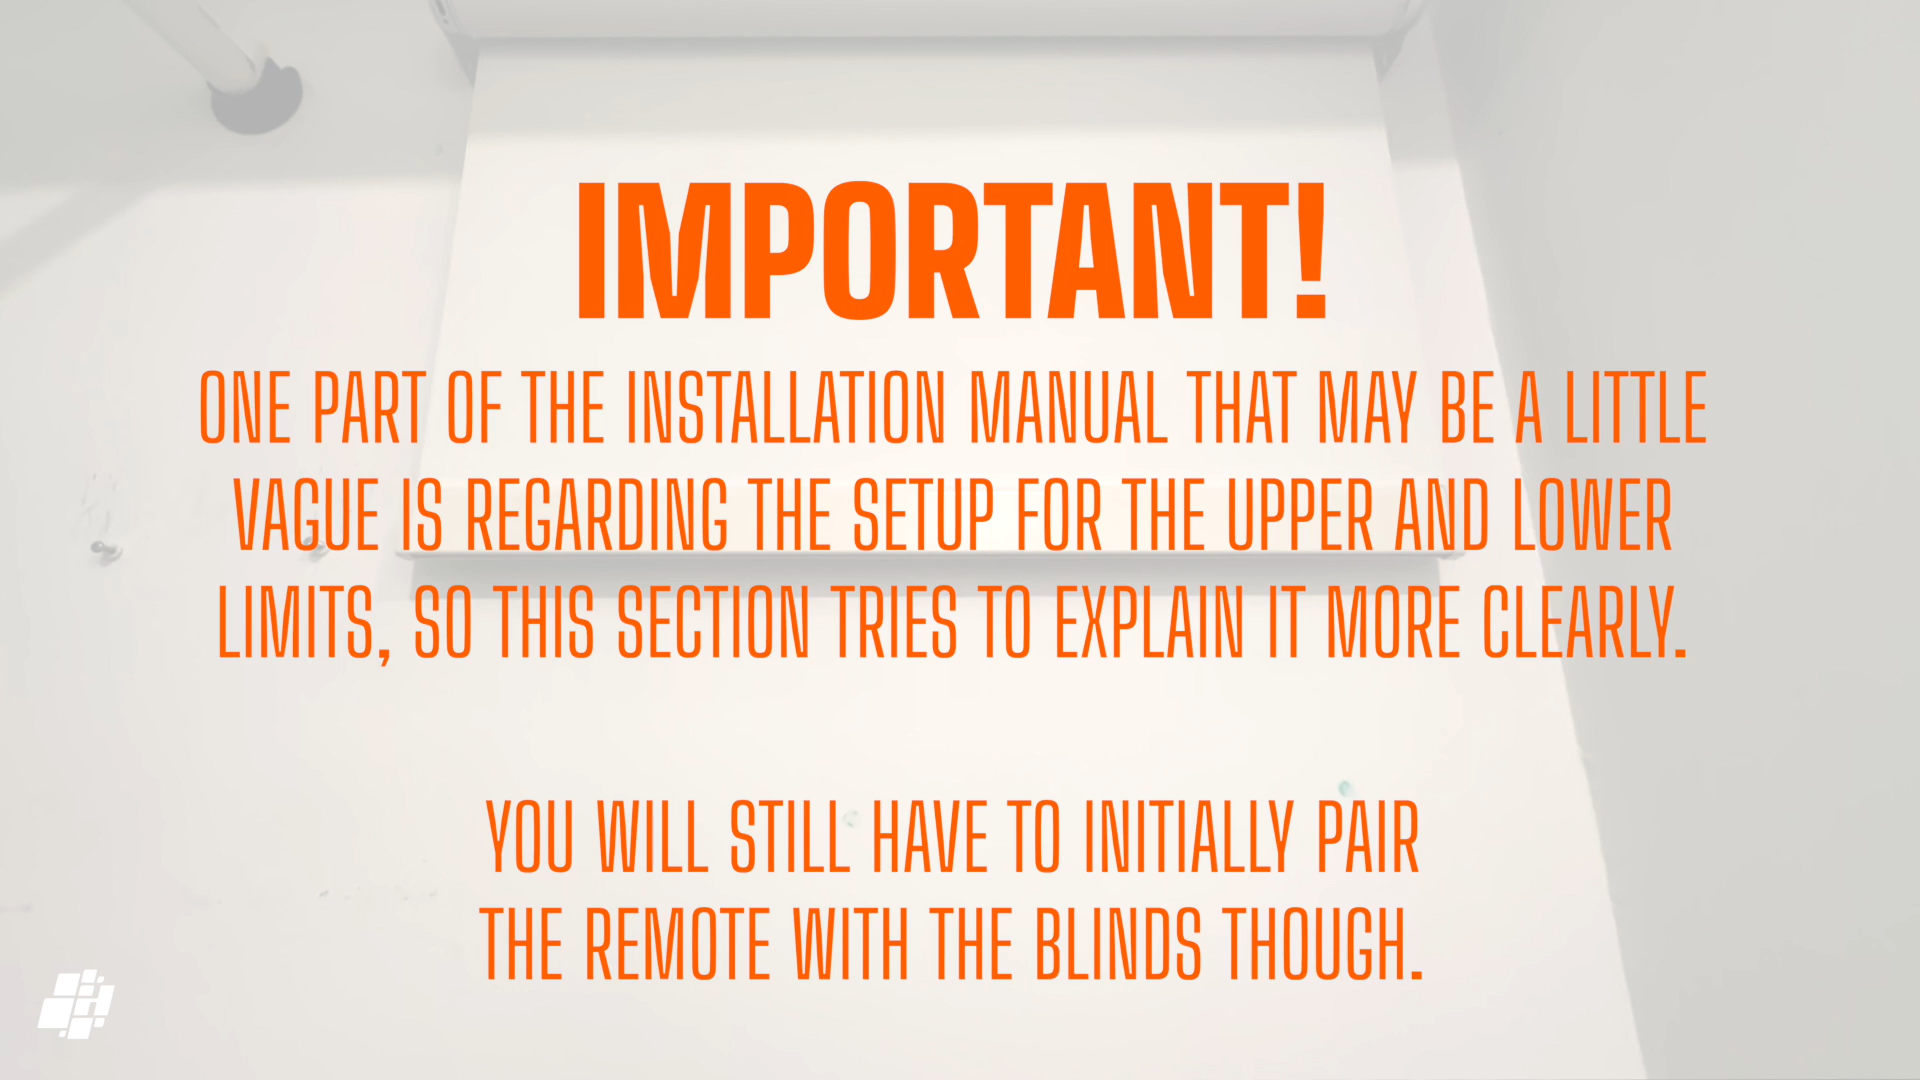 IMPORTANT!
ONE PART OF THE INSTALLATION MANUAL THAT MAY BE A LITTLE
VAGUE IS REGARDING THE SETUP FOR THE UPPER AND LOWER
LIMITS, SO THIS SECTION TRIES TO EXPLAIN IT MORE CLEARLY.
YOU WILL STILL HAVE TO INITIALLY PAIR
THE REMOTE WITH THE BLINDS THOUGH.